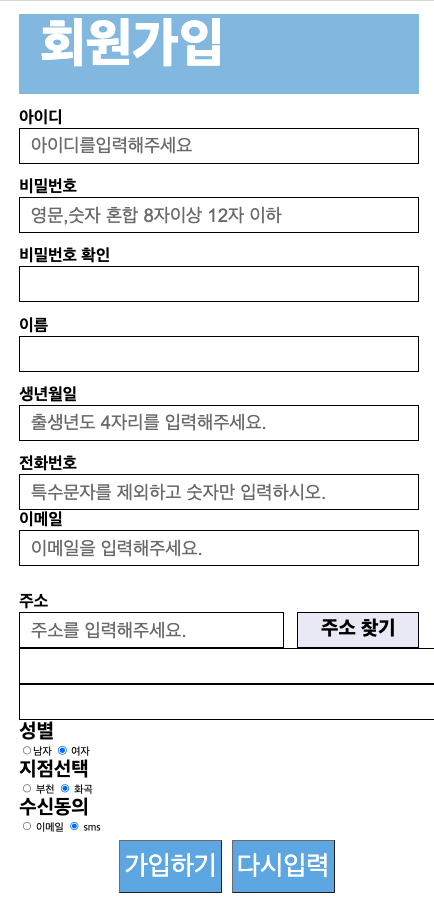 회원가입
아이디
아이디를입력해주세요
비밀번호
영문,숫자 혼합 8자이상 12자 이하
비밀번호 확인
이름
생년월일
출생년도 4자리를 입력해주세요.
전화번호
특수문자를 제외하고 숫자만 입력하시오.
이메일
이메일을 입력해주세요.
주소
주소를 입력해주세요. 주소 찾기
성별
남자 여자
지점선택
부천 화곡
수신동의
이메일 sms
가입하기 다시입력